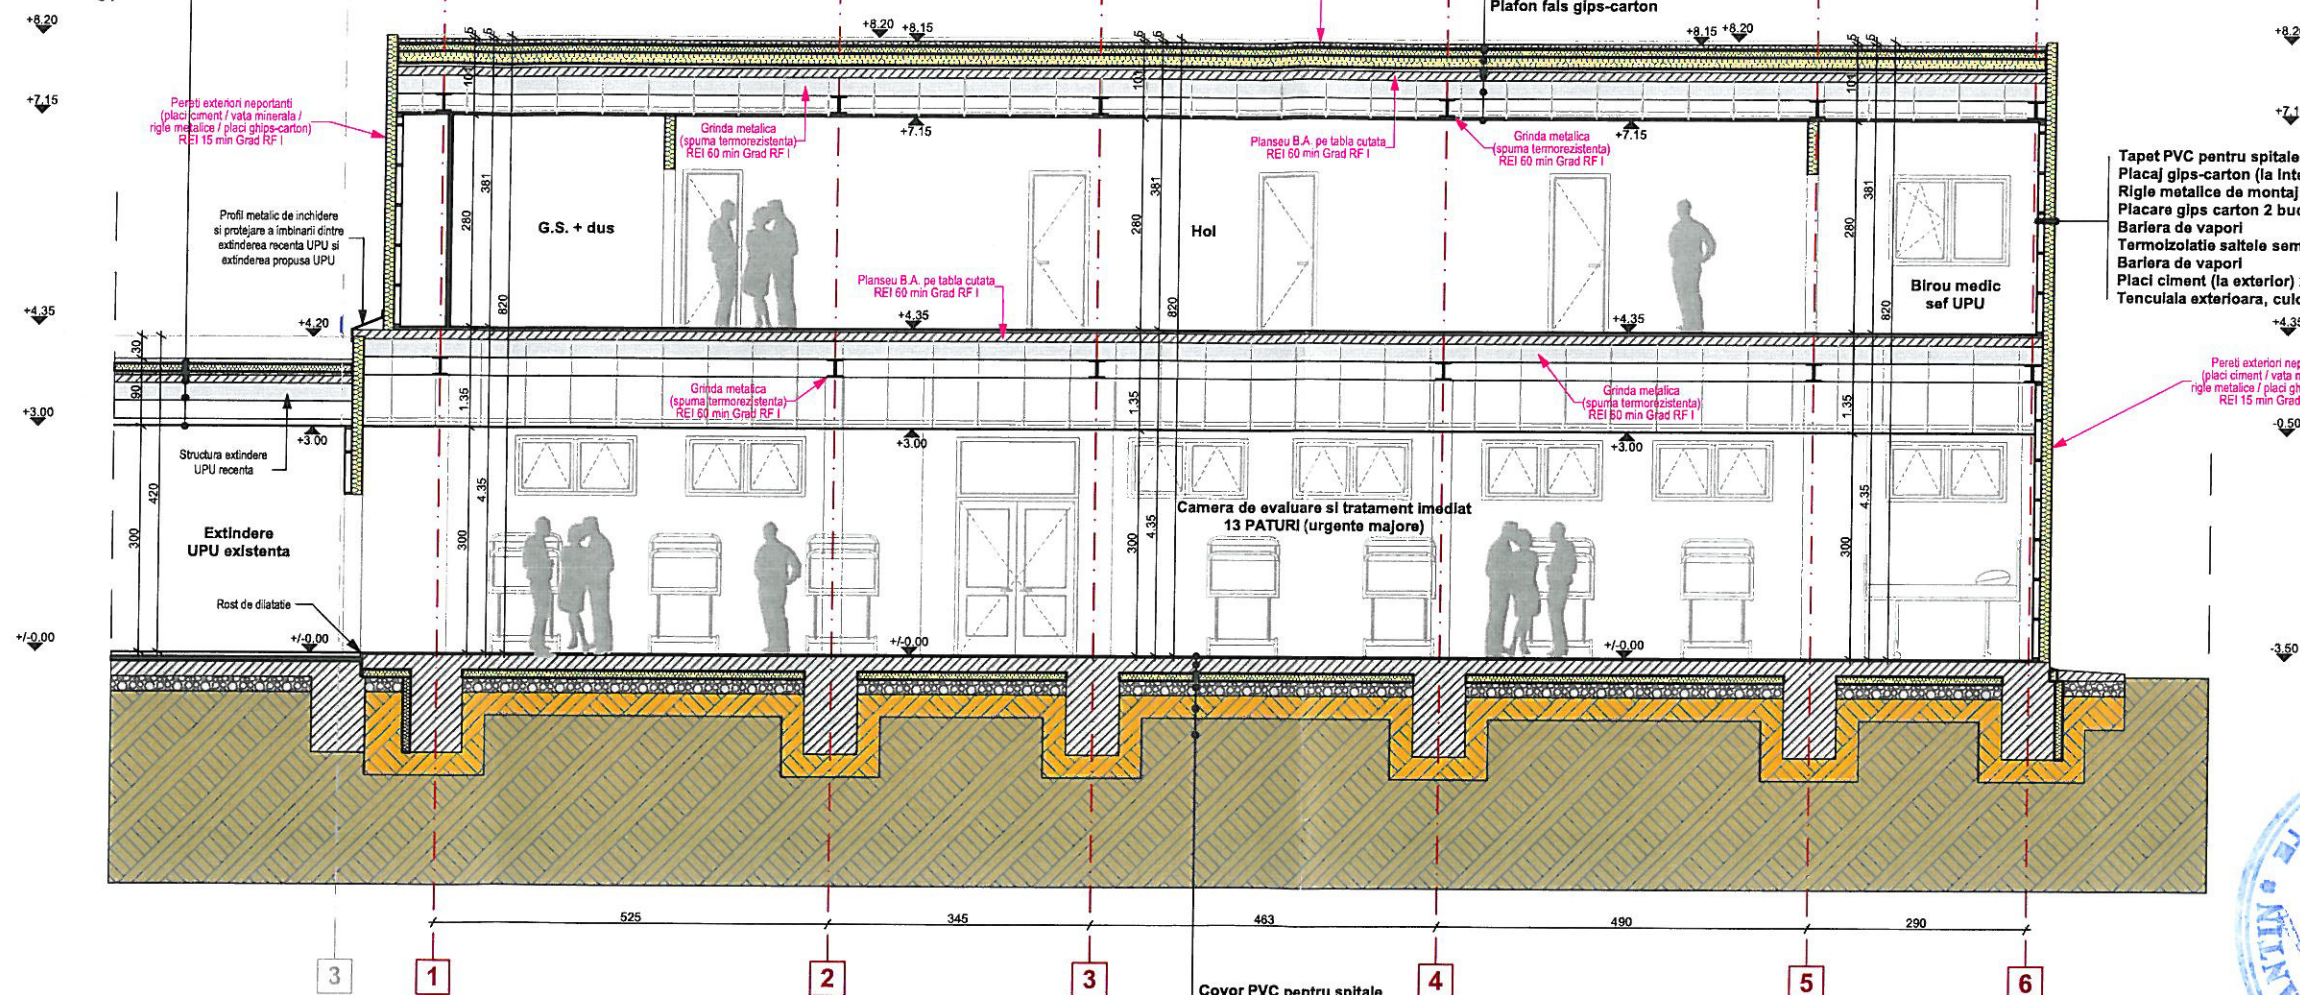 Plafon fals gips-carton
+8.20
+8.20
+8.15
+8.15
+8.20
+7.15
Pereti exteriori neportanti
(placi ciment / vata minerala /
rigle metalice / placi ghips-carton)
REI 15 min Grad RF I
Grinda metalica
(spuma termorezistenta)
REI 60 min Grad RF I
+7.15
Planseu B.A. pe tabla cutata
REI 60 min Grad RF I
Grinda metalica
(spuma termorezistenta)
REI 60 min Grad RF I
+7.15
Tapet PVC pentru spitale
Placaj gips-carton (la
Rigle metalice de montaj
Placare gips carton 2
Bariera de vapori
Termoizolatie saltele
Bariera de vapori
Placi ciment (la exterior)
Tencuiala exterioara,
Profil metalic de inchidere
si protejare a imbinarii dintre
extinderea recenta UPU si
extinderea propusa UPU
280
381
820
G.S. + dus
280
381
820
Hol
280
381
820
Birou medic
sef UPU
Planseu B.A. pe tabla cutata
REI 60 min Grad RF I
+4.35
+4.20
+4.35
+4.35
+4.35
30
90
420
300
Grinda metalica
(spuma termorezistenta)
REI 60 min Grad RF I
Grinda metalica
(spuma termorezistenta)
REI 60 min Grad RF I
Pereti exteriori
(placi ciment / vata
rigle metalice / placi
REI 15 min Grad
1.35
1.35
1.35
+3.00
+3.00
+3.00
+3.00
-0.50
Structura extindere
UPU recenta
4.35
300
4.35
300
4.35
300
Camera de evaluare si tratament imediat
13 PATURI (urgente majore)
Extindere
UPU existenta
Rost de dilatatie
+/-0.00
+/-0.00
+/-0.00
+/-0.00
-3.50
525
345
463
490
290
3
1
2
3
4
5
6
Covor PVC pentru spitale